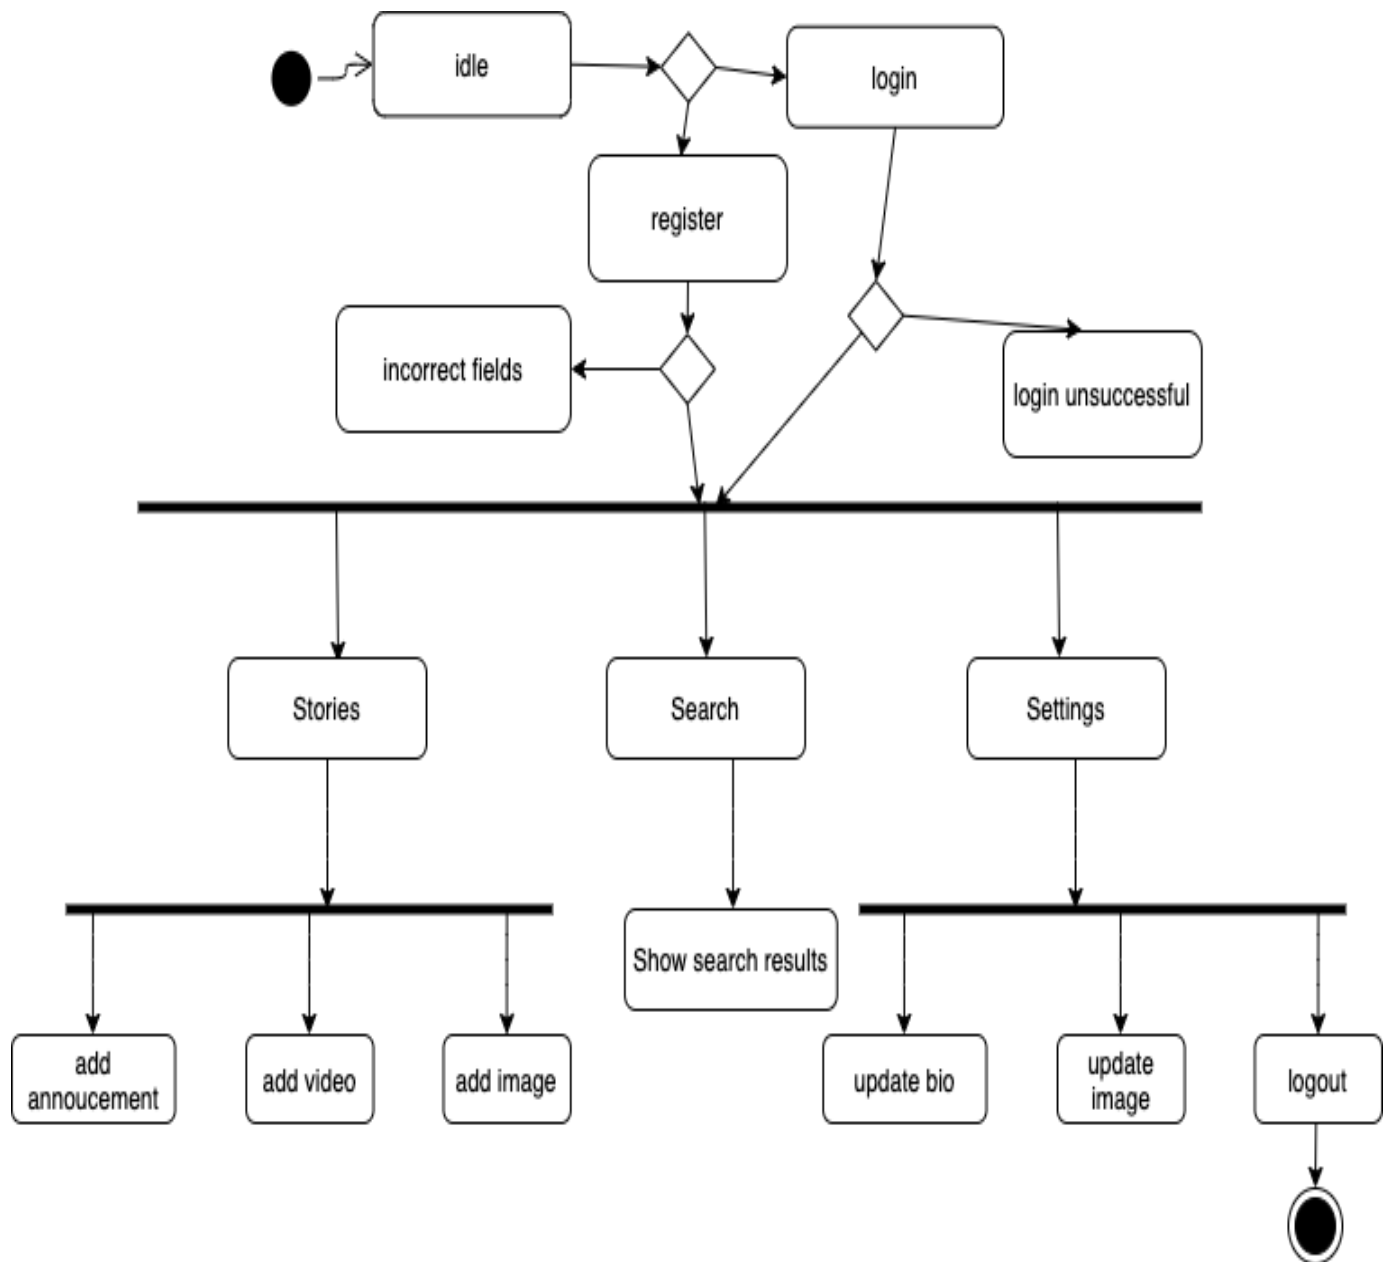 idle
login
register
incorrect fields
login unsuccessful
Stories
Search
Settings
Show search results
add
annoucement
add video
add image
update bio
update
image
logout